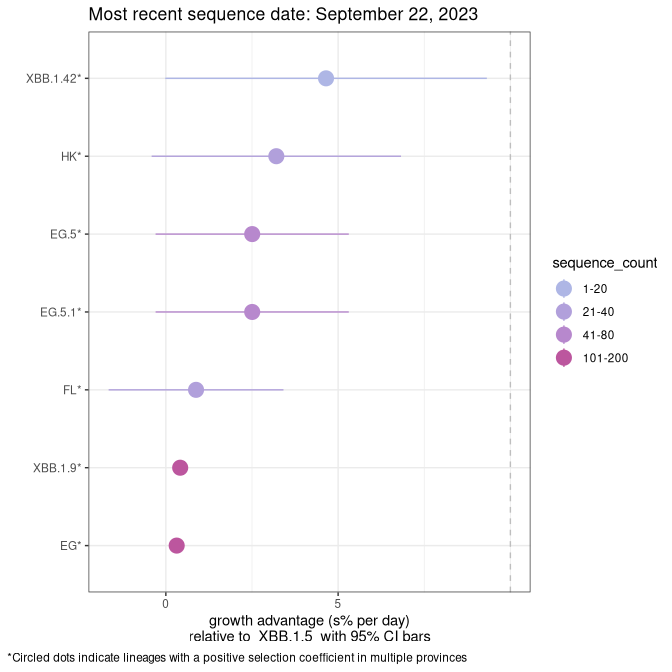 Most recent sequence date: September 22, 2023
XBB.1.42*
HK*
EG.5*
EG.5.1*
FL*
XBB.1.9*
EG*
0
5
growth advantage (s% per day)
relative to  XBB.1.5  with 95% CI bars
sequence_count
1-20
21-40
41-80
101-200
*Circled dots indicate lineages with a positive selection coefficient in multiple provinces